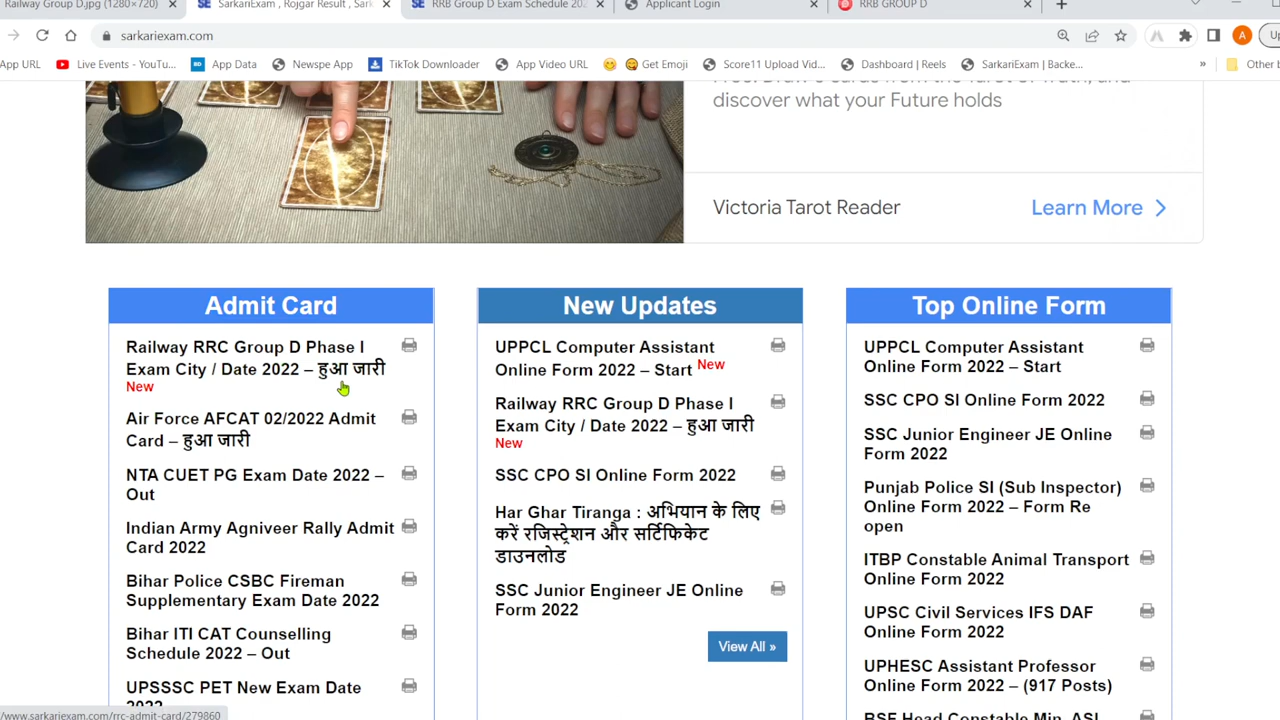 Railway Group D.jpg (1280×720)
SarkariExam , Rojgar Result , Sark
RRB Group D Exam Schedule 202
Applicant Login
RRB GROUP D
sarkariexam.com
A
App URL
Live Events - YouTu...
App Data
Newspe App
TikTok Downloader
App Video URL
Get Emoji
Score11 Upload Vid...
Dashboard | Reels
SarkariExam | Backe...
»
Other b
discover what your Future holds
Victoria Tarot Reader
Learn More
Admit Card
Railway RRC Group D Phase I
Exam City / Date 2022 – हुआ जारी
New
Air Force AFCAT 02/2022 Admit
Card – हुआ जारी
NTA CUET PG Exam Date 2022 –
Out
Indian Army Agniveer Rally Admit
Card 2022
Bihar Police CSBC Fireman
Supplementary Exam Date 2022
Bihar ITI CAT Counselling
Schedule 2022 – Out
UPSSSC PET New Exam Date
2022
New Updates
UPPCL Computer Assistant
Online Form 2022 – Start New
Railway RRC Group D Phase I
Exam City / Date 2022 – हुआ जारी
New
SSC CPO SI Online Form 2022
Har Ghar Tiranga : अभियान के लिए
करें रजिस्ट्रेशन और सर्टिफिकेट
डाउनलोड
SSC Junior Engineer JE Online
Form 2022
View All »
Top Online Form
UPPCL Computer Assistant
Online Form 2022 – Start
SSC CPO SI Online Form 2022
SSC Junior Engineer JE Online
Form 2022
Punjab Police SI (Sub Inspector)
Online Form 2022 – Form Re
open
ITBP Constable Animal Transport
Online Form 2022
UPSC Civil Services IFS DAF
Online Form 2022
UPHESC Assistant Professor
Online Form 2022 – (917 Posts)
BSF Head Constable Min, ASI
/www.sarkariexam.com/rrc-admit-card/279860